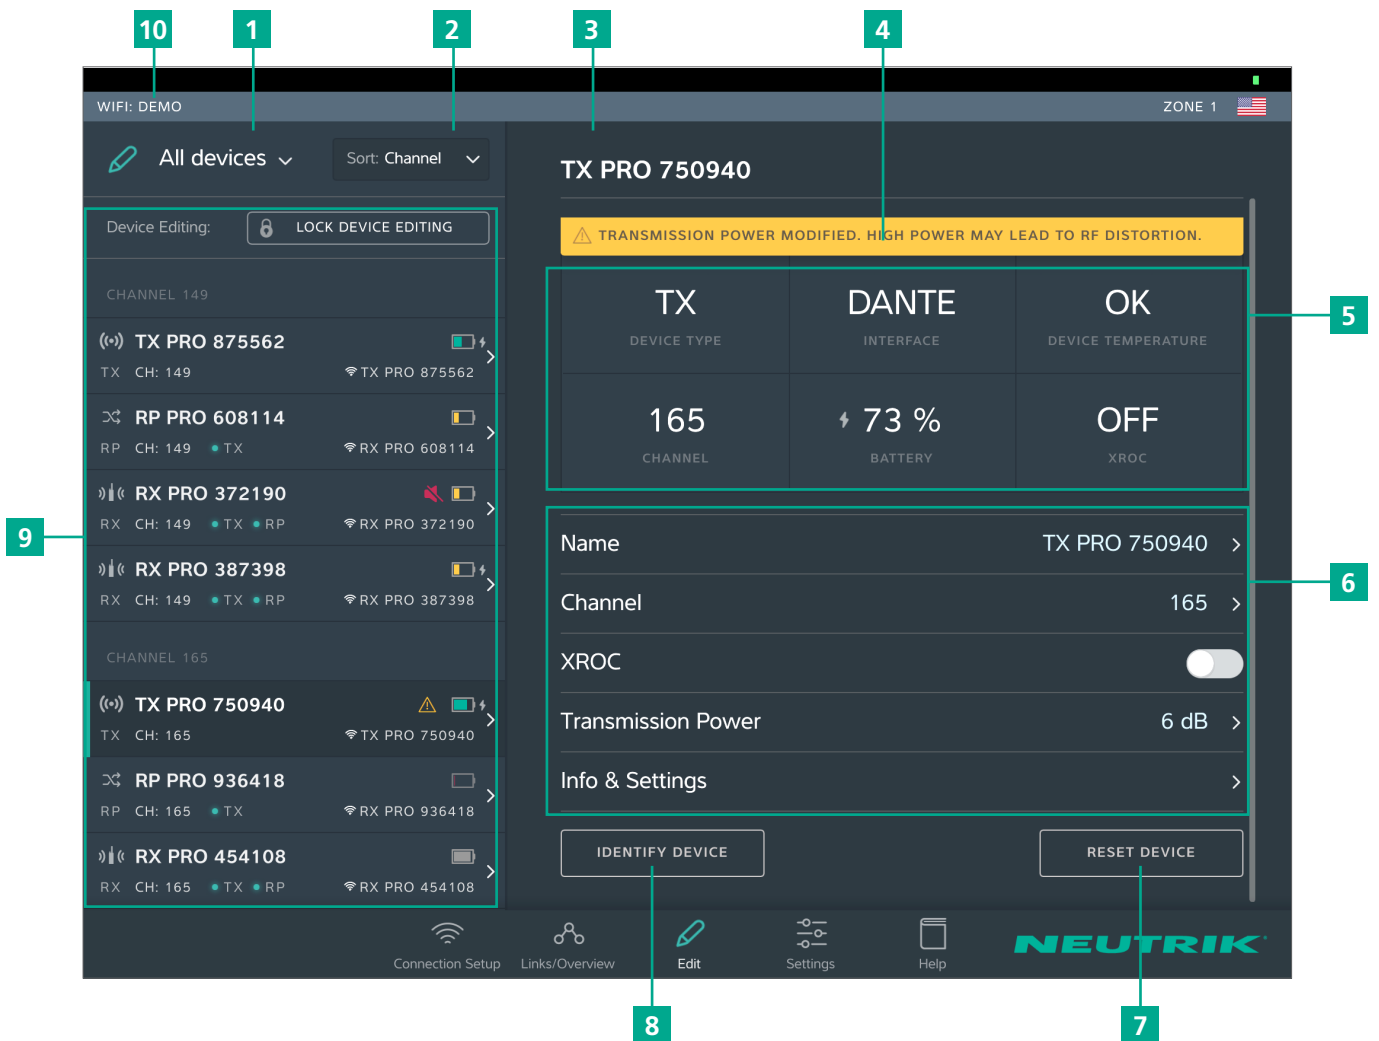 10 1 2 3 4
WIFI: DEMO
ZONE 1
All devices
Sort: Channel
Device Editing:
LOCK DEVICE EDITING
CHANNEL 149
TX PRO 875562
TX CH: 149 TX PRO 875562
RP PRO 608114
RP CH: 149 TX RX PRO 608114
RX PRO 372190
RX CH: 149 TX RP RX PRO 372190
RX PRO 387398
RX CH: 149 TX RP RX PRO 387398
CHANNEL 165
TX PRO 750940
TX CH: 165 TX PRO 750940
RP PRO 936418
RP CH: 165 TX RX PRO 936418
RX PRO 454108
RX CH: 165 TX RP RX PRO 454108
9
TX PRO 750940
TRANSMISSION POWER MODIFIED. HIGH POWER MAY LEAD TO RF DISTORTION.
TX DANTE OK
DEVICE TYPE INTERFACE DEVICE TEMPERATURE
165 73 % OFF
CHANNEL BATTERY XROC
5
Name TX PRO 750940
Channel 165
XROC
Transmission Power 6 dB
Info & Settings
6
IDENTIFY DEVICE
RESET DEVICE
Connection Setup Links/Overview Edit Settings Help
NEUTRIK
8 7